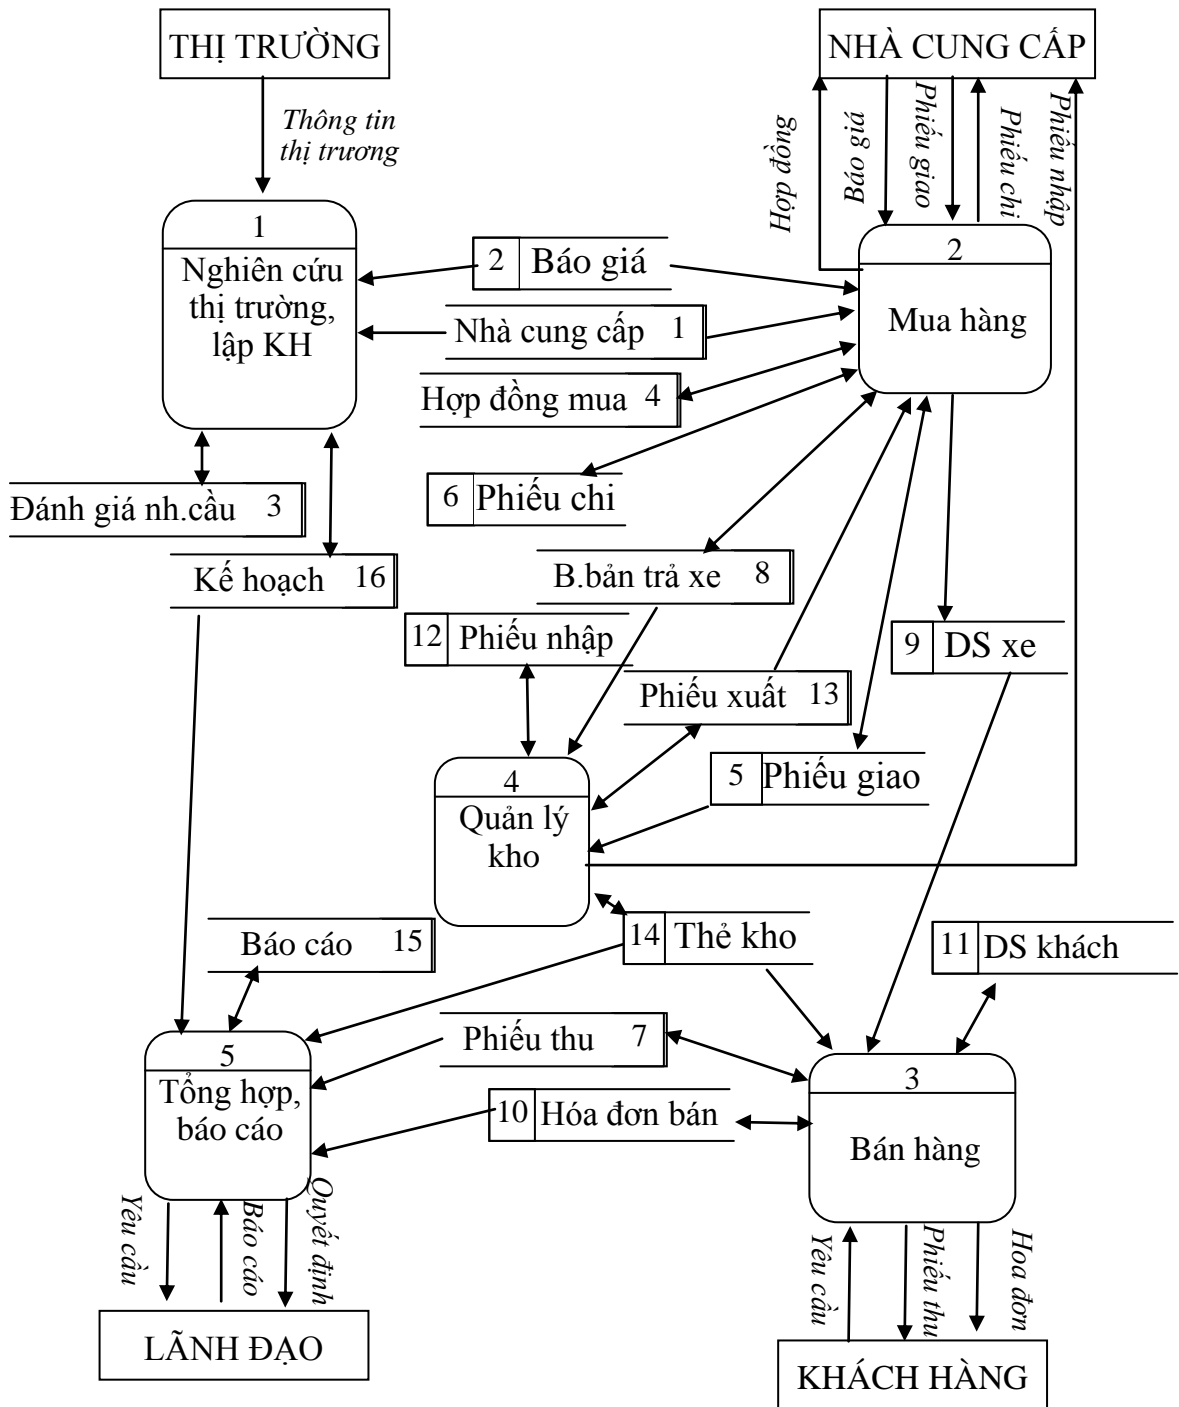 THỊ TRƯỜNG
NHÀ CUNG CẤP
Thông tin
thị trương
Hợp đồng
Báo giá
Phiếu giao
Phiếu chi
Phiếu nhập
1
Nghiên cứu
thị trường,
lập KH
2
Mua hàng
2 Báo giá
Nhà cung cấp 1
Hợp đồng mua 4
6 Phiếu chi
Đánh giá nh.cầu 3
Kế hoạch 16
B.bản trả xe 8
12 Phiếu nhập
9 DS xe
Phiếu xuất 13
5 Phiếu giao
4
Quản lý
kho
Báo cáo 15
14 Thẻ kho
11 DS khách
Phiếu thu 7
10 Hóa đơn bán
5
Tổng hợp,
báo cáo
3
Bán hàng
Yêu cầu
Báo cáo
Quyết định
Yêu cầu
Phiếu thu
Hoa đơn
LÃNH ĐẠO
KHÁCH HÀNG